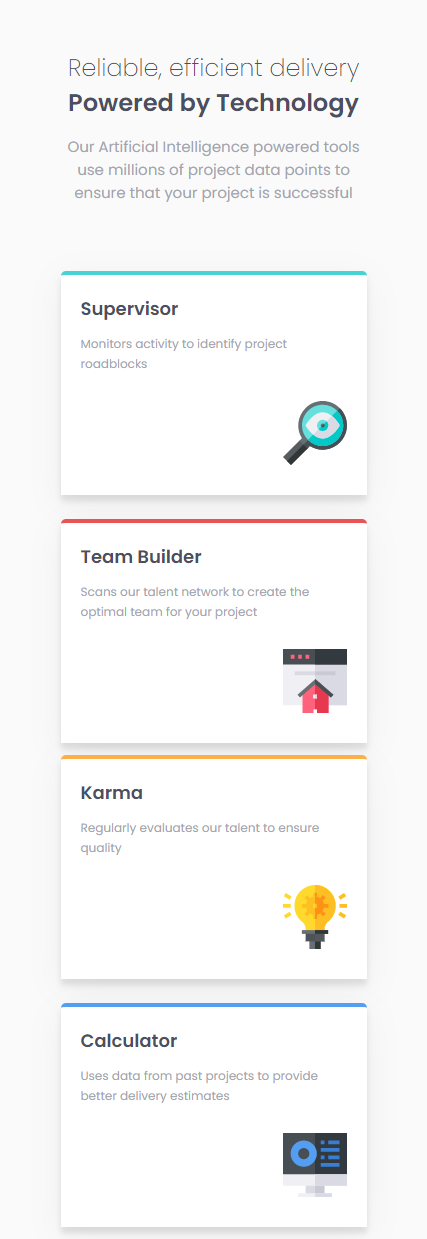 Reliable, efficient delivery
Powered by Technology
Our Artificial Intelligence powered tools
use millions of project data points to
ensure that your project is successful
Supervisor
Monitors activity to identify project
roadblocks
Team Builder
Scans our talent network to create the
optimal team for your project
Karma
Regularly evaluates our talent to ensure
quality
Calculator
Uses data from past projects to provide
better delivery estimates